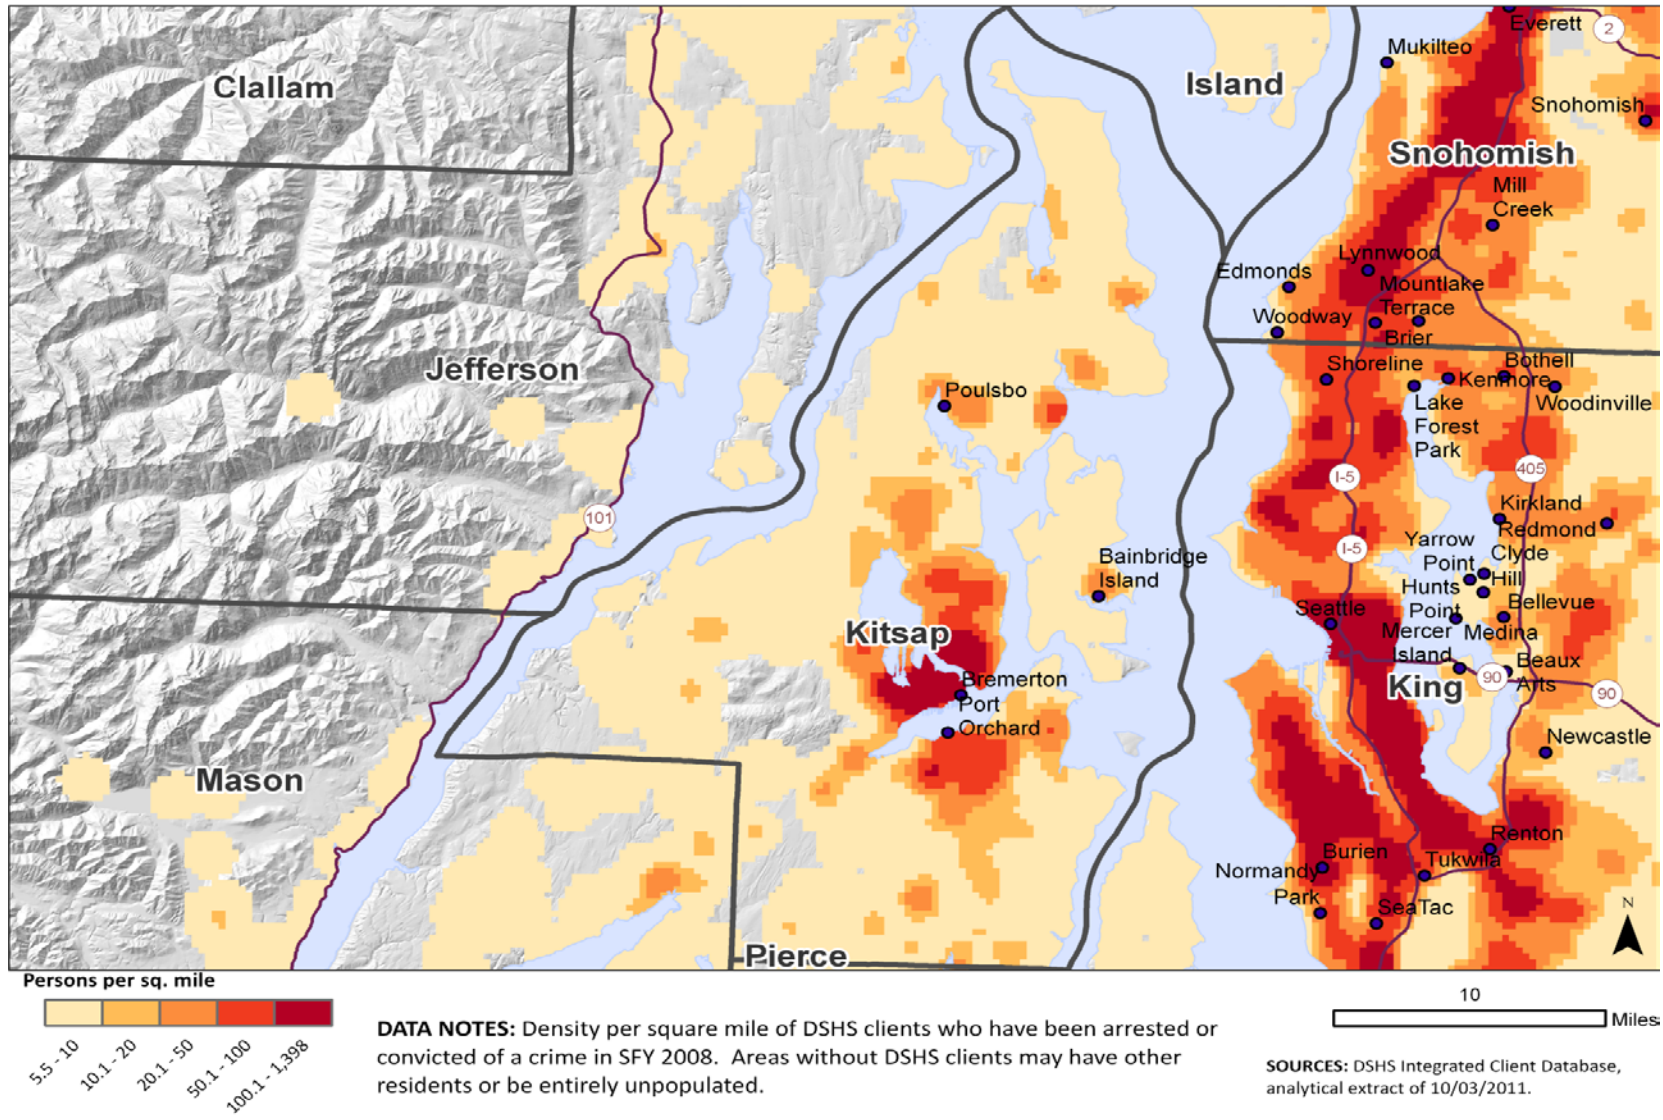 Everett
2
Mukilteo
Island
Clallam
Snohomish
Snohomish
Mill
Creek
Lynnwood
Edmonds
Mountlake
Terrace
Woodway
Brier
Shoreline
Bothell
Kenmore
Jefferson
Poulsbo
Lake
Forest
Park
Woodinville
I-5
405
101
Kirkland
Redmond
Yarrow
Point
Clyde
Hill
I-5
Bainbridge
Island
Hunts
Point
Bellevue
Seattle
Medina
Kitsap
Mercer
Island
Beaux
Arts
90
90
King
Bremerton
Port
Orchard
Newcastle
Mason
Renton
Burien
Tukwila
Normandy
Park
SeaTac
N
Pierce
Persons per sq. mile
5.5 - 10
10.1 - 20
20.1 - 50
50.1 - 100
100.1 - 1,398
DATA NOTES: Density per square mile of DSHS clients who have been arrested or
convicted of a crime in SFY 2008. Areas without DSHS clients may have other
residents or be entirely unpopulated.
10
Miles
SOURCES: DSHS Integrated Client Database,
analytical extract of 10/03/2011.